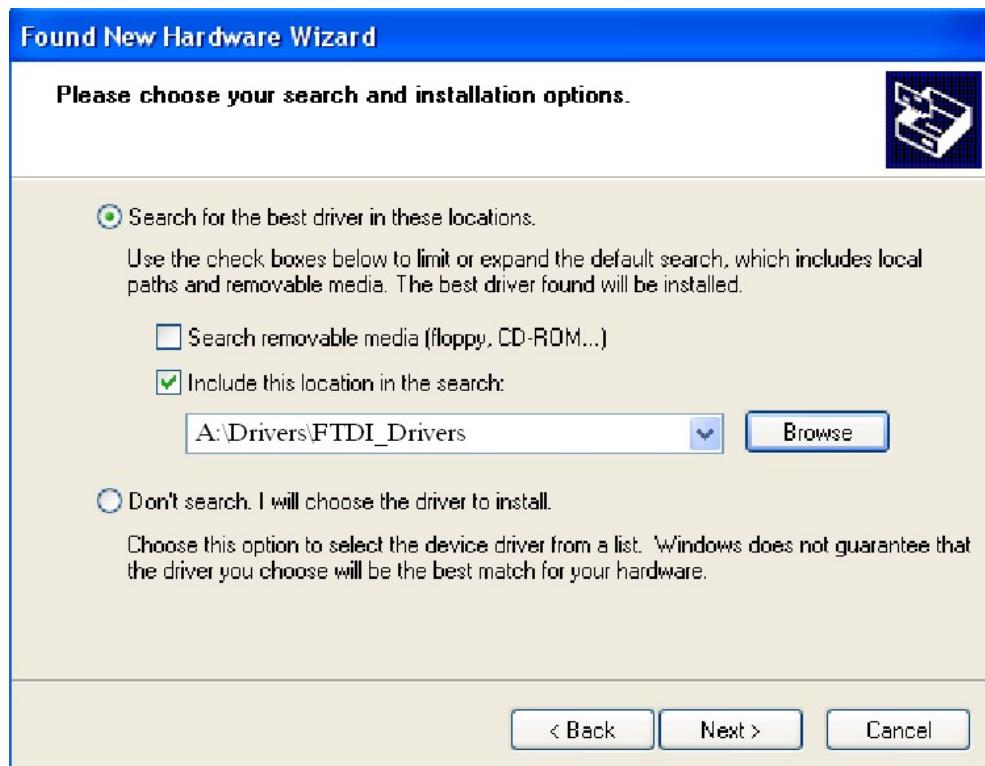 Found New Hardware Wizard
Please choose your search and installation options.
Search for the best driver in these locations.
Use the check boxes below to limit or expand the default search, which includes local
paths and removable media. The best driver found will be installed.
Search removable media (floppy, CD-ROM...)
Include this location in the search:
A:\Drivers\FTDI_Drivers
Browse
Don't search. I will choose the driver to install.
Choose this option to select the device driver from a list. Windows does not guarantee that
the driver you choose will be the best match for your hardware.
< Back Next > Cancel